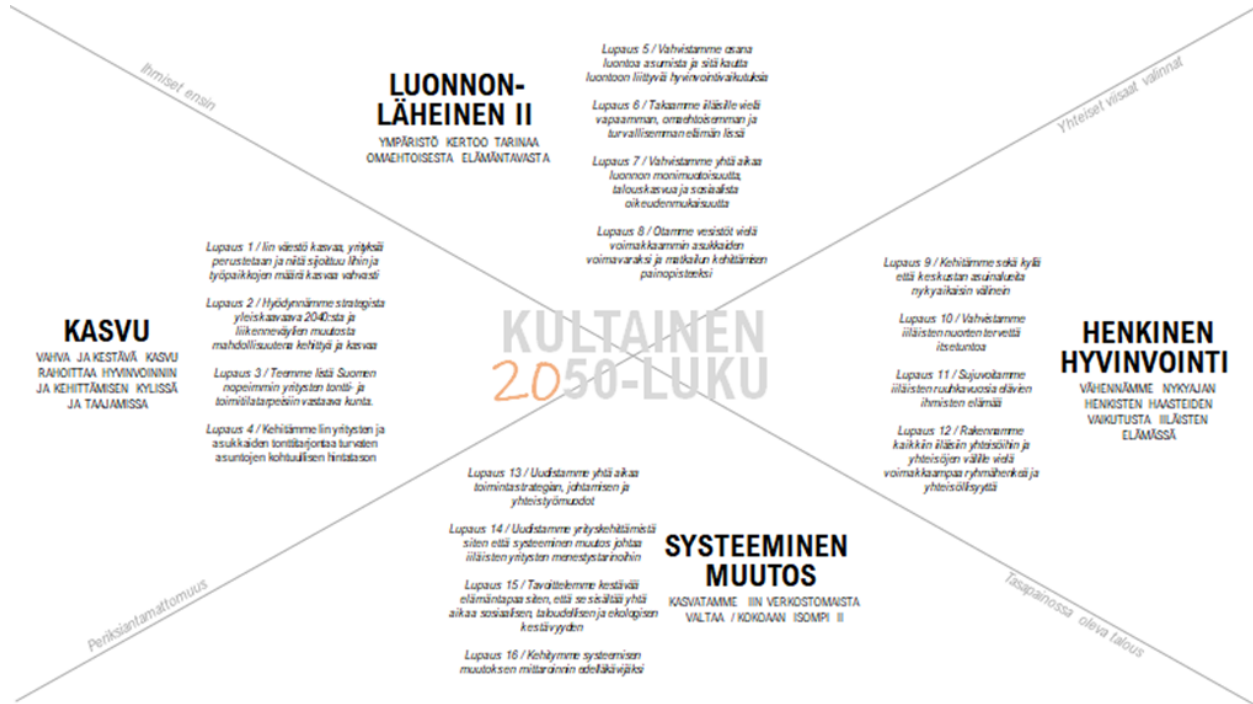 Ihmiset ensin
Yhteiset viisaat valinnat
LUONNON-
LÄHEINEN II
YMPÄRISTÖ KERTOO TARINAA
OMAEHTOISESTA ELÄMÄNTAVASTA
Lupaus 5 / Vahvistamme osana
luontoa asumista ja sitä kautta
luontoon liittyviä hyvinvointivaikutuksia
Lupaus 6 / Takaamme iiläisille vielä
vapaamman, omaehtoisemman ja
turvallisemman elämän Iissä
Lupaus 7 / Vahvistamme yhtä aikaa
luonnon monimuotoisuutta,
talouskasvua ja sosiaalista
oikeudenmukaisuutta
Lupaus 8 / Otamme vesistöt vielä
voimakkaammin asukkaiden
voimavaraksi ja matkailun kehittämisen
painopisteeksi
KASVU
VAHVA JA KESTÄVÄ KASVU
RAHOITTAA HYVINVOINNIN
JA KEHITTÄMISEN KYLISSÄ
JA TAAJAMISSA
Lupaus 1 / Iin väestö kasvaa, yrityksiä
perustetaan ja niitä sijoittuu Iihin ja
työpaikkojen määrä kasvaa vahvasti
Lupaus 2 / Hyödynnämme strategista
yleiskaavaava 2040:sta ja
liikenneväylien muutosta
mahdollisuutena kehittyä ja kasvaa
Lupaus 3 / Teemme Iistä Suomen
nopeimmin yritysten tontti- ja
toimitilatarpeisiin vastaava kunta.
Lupaus 4 / Kehitämme Iin yritysten ja
asukkaiden tonttitarjontaa turvaten
asuntojen kohtuullisen hintatason
KULTAINEN
2050-LUKU
Lupaus 9 / Kehitämme sekä kyliä
että keskustan asuinalueita
nykyaikaisin välinein
Lupaus 10 / Vahvistamme
iiläisten nuorten tervettä
itsetuntoa
Lupaus 11 / Sujuvoitamme
iiläisten ruuhkavuosia elävien
ihmisten elämää
Lupaus 12 / Rakennamme
kaikkiin iiläisiin yhteisöihin ja
yhteisöjen välille vielä
voimakkaampaa ryhmähenkeä ja
yhteisöllisyyttä
HENKINEN
HYVINVOINTI
VÄHENNÄMME NYKYAJAN
HENKISTEN HAASTEIDEN
VAIKUTUSTA IILÄISTEN
ELÄMÄSSÄ
Lupaus 13 / Uudistamme yhtä aikaa
toimintastrategian, johtamisen ja
yhteistyömuodot
Lupaus 14 / Uudistamme yrityskehittämistä
siten että systeeminen muutos johtaa
iiläisten yritysten menestystarinoihin
Lupaus 15 / Tavoittelemme kestävää
elämäntapaa siten, että se sisältää yhtä
aikaa sosiaalisen, taloudellisen ja ekologisen
kestävyyden
Lupaus 16 / Kehitymme systeemisen
muutoksen mittaroinnin edelläkävijäksi
SYSTEEMINEN
MUUTOS
KASVATAMME IIN VERKOSTOMAISTA
VALTAA / KOKOAAN ISOMPI II
Periksiantamattomuus
Tasapainossa oleva talous